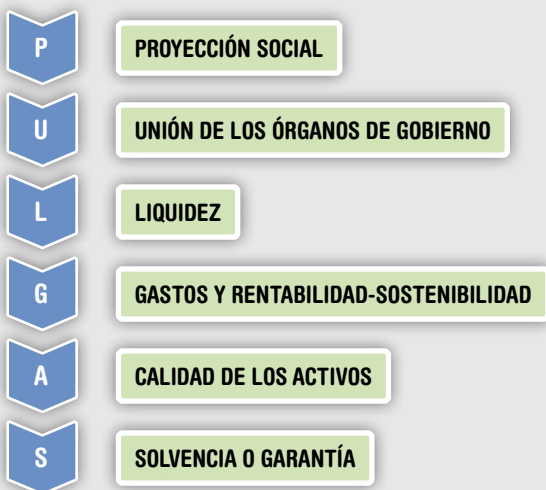 P PROYECCIÓN SOCIAL
U UNIÓN DE LOS ÓRGANOS DE GOBIERNO
L LIQUIDEZ
G GASTOS Y RENTABILIDAD-SOSTENIBILIDAD
A CALIDAD DE LOS ACTIVOS
S SOLVENCIA O GARANTÍA